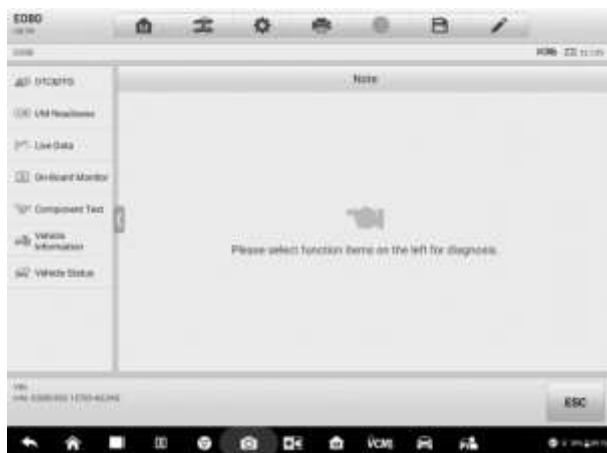 EOBD
Note
DTC&FFD
I/M Readiness
Live Data
On-Board Monitor
Component Test
Vehicle
Information
Vehicle Status
Please select function items on the left for diagnosis.
VIN:
ESC
VCMI